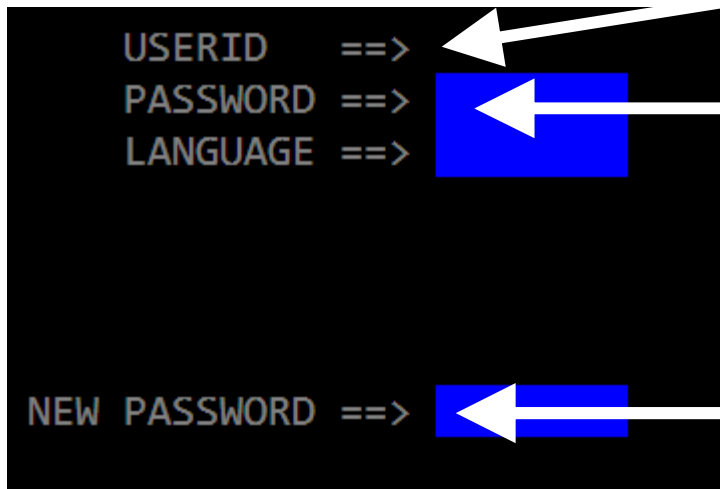 USERID ==>
PASSWORD ==>
LANGUAGE ==>
NEW PASSWORD ==>